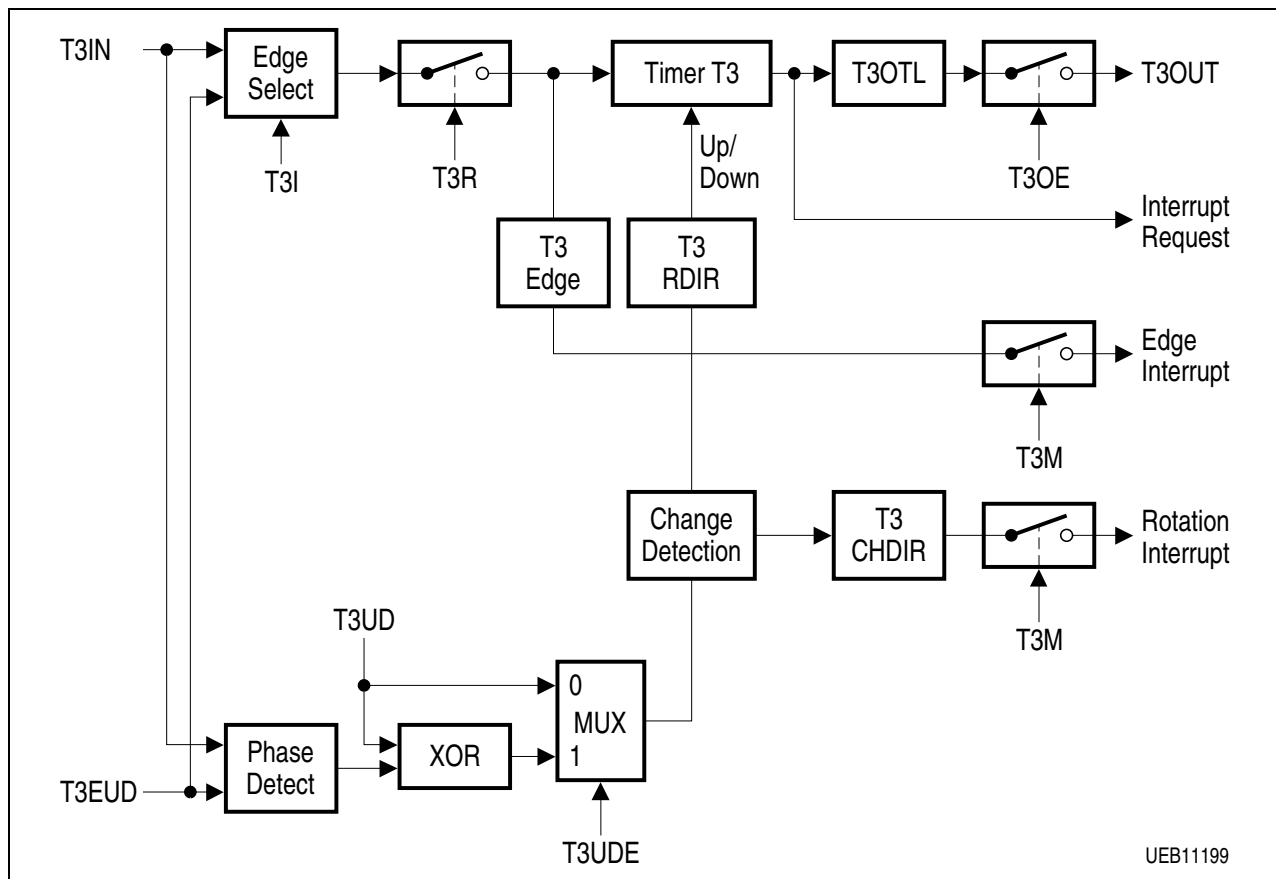 T3IN
Edge
Select
T3I
T3R
Timer T3
Up/
Down
T3OTL
T3OE
T3OUT
Interrupt
Request
T3
Edge
T3
RDIR
Edge
Interrupt
T3M
Change
Detection
T3
CHDIR
Rotation
Interrupt
T3M
T3UD
0
MUX
1
XOR
Phase
Detect
T3EUD
T3UDE
UEB11199